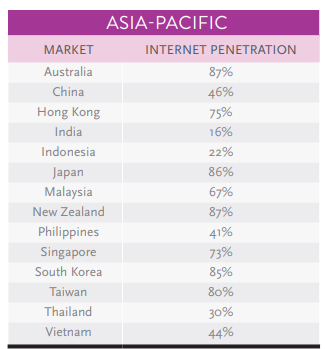 ASIA-PACIFIC
MARKET INTERNET PENETRATION
Australia 87%
China 46%
Hong Kong 75%
India 16%
Indonesia 22%
Japan 86%
Malaysia 67%
New Zealand 87%
Philippines 41%
Singapore 73%
South Korea 85%
Taiwan 80%
Thailand 30%
Vietnam 44%